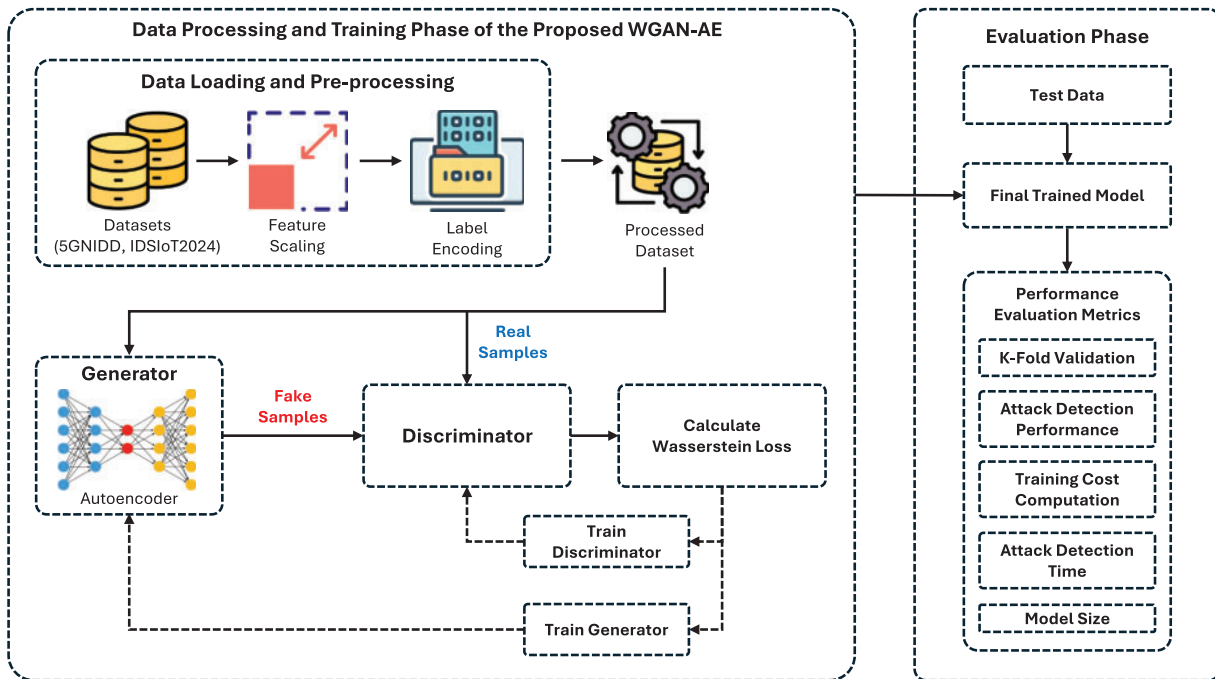 Data Processing and Training Phase of the Proposed WGAN-AE
Data Loading and Pre-processing
Datasets
(5GNIDD, IDSIoT2024)
Feature
Scaling
Label
Encoding
Processed
Dataset
Real
Samples
Generator
Autoencoder
Fake
Samples
Discriminator
Calculate
Wasserstein Loss
Train
Discriminator
Train Generator
Evaluation Phase
Test Data
Final Trained Model
Performance
Evaluation Metrics
K-Fold Validation
Attack Detection
Performance
Training Cost
Computation
Attack Detection
Time
Model Size